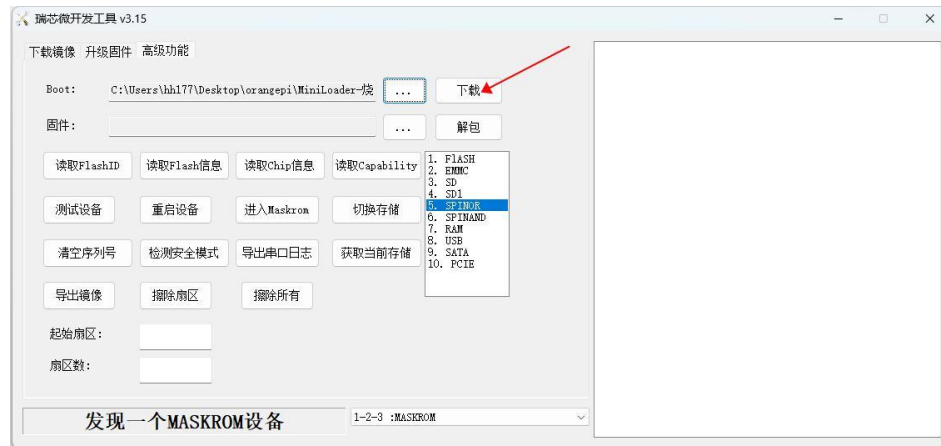 瑞芯微开发工具 v3.15
下载镜像 升级固件 高级功能
Boot: C:\Users\hh177\Desktop\orangepi\MiniLoader-烧 ... 下载
固件: ... 解包
读取FlashID 读取Flash信息 读取Chip信息 读取Capability
测试设备 重启设备 进入Maskrom 切换存储
清空序列号 检测安全模式 导出串口日志 获取当前存储
导出镜像 擦除扇区 擦除所有
1. FlASH
2. EMMC
3. SD
4. SD1
5. SPINOR
6. SPINAND
7. RAM
8. USB
9. SATA
10. PCIE
起始扇区:
扇区数:
发现一个MASKROM设备 1-2-3 :MASKROM